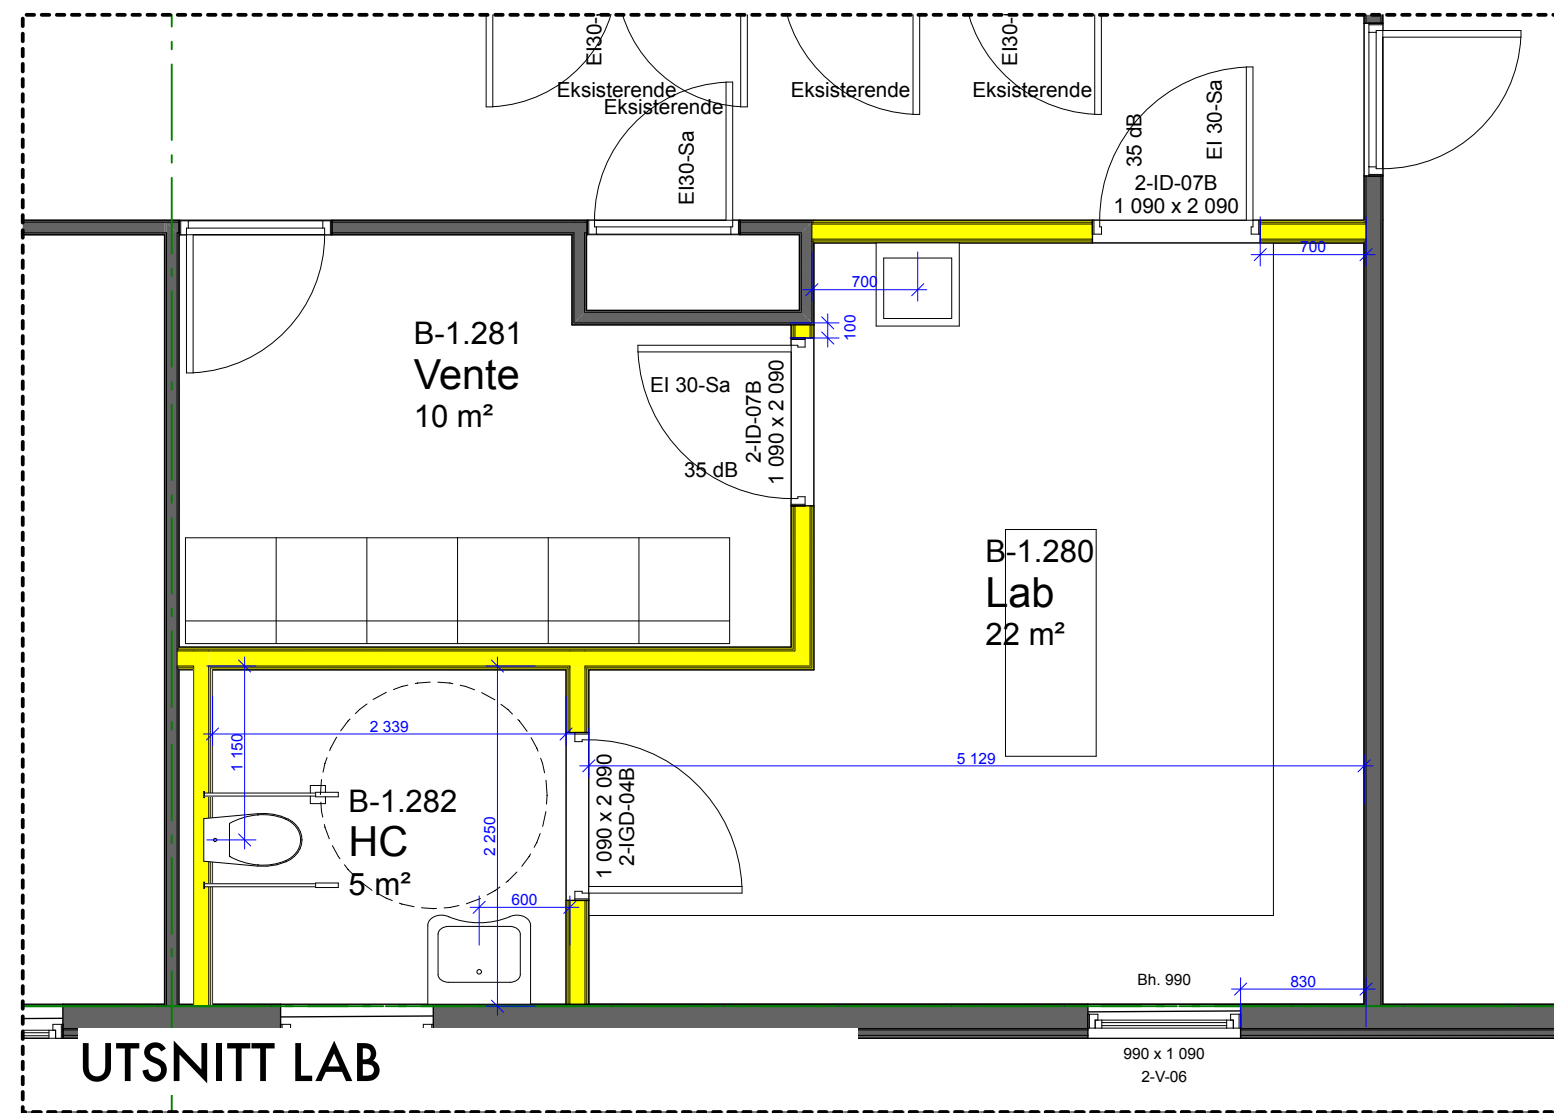 EI30-
EI30-
Eksisterende
Eksisterende
Eksisterende
Eksisterende
EI30-Sa
35 dB
EI 30-Sa
2-ID-07B
1 090 x 2 090
700
700
100
B-1.281
Vente
10 m²
EI 30-Sa
35 dB
2-ID-07B
1 090 x 2 090
B-1.280
Lab
22 m²
2 339
1 150
5 129
B-1.282
HC
5 m²
2 250
600
1 090 x 2 090
2-IGD-04B
Bh. 990
830
UTSNITT LAB
990 x 1 090
2-V-06